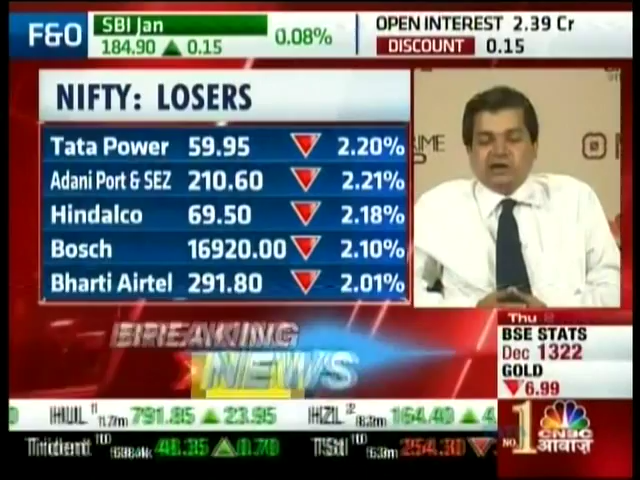 F&O
SBI Jan
184.90 ▲ 0.15
0.08%
OPEN INTEREST 2.39 Cr
DISCOUNT 0.15
NIFTY: LOSERS
Tata Power 59.95 ▼ 2.20%
Adani Port & SEZ 210.60 ▼ 2.21%
Hindalco 69.50 ▼ 2.18%
Bosch 16920.00 ▼ 2.10%
Bharti Airtel 291.80 ▼ 2.01%
BREAKING
NEWS
Thu
BSE STATS
Dec 1322
GOLD
▼6.99
HUL 791.85 ▲ 23.95 HZL 164.40 ▲ 4
Trident 48.35 ▲ 0.70 254.30 ▼
NO. 1
CNBC
आवाज़